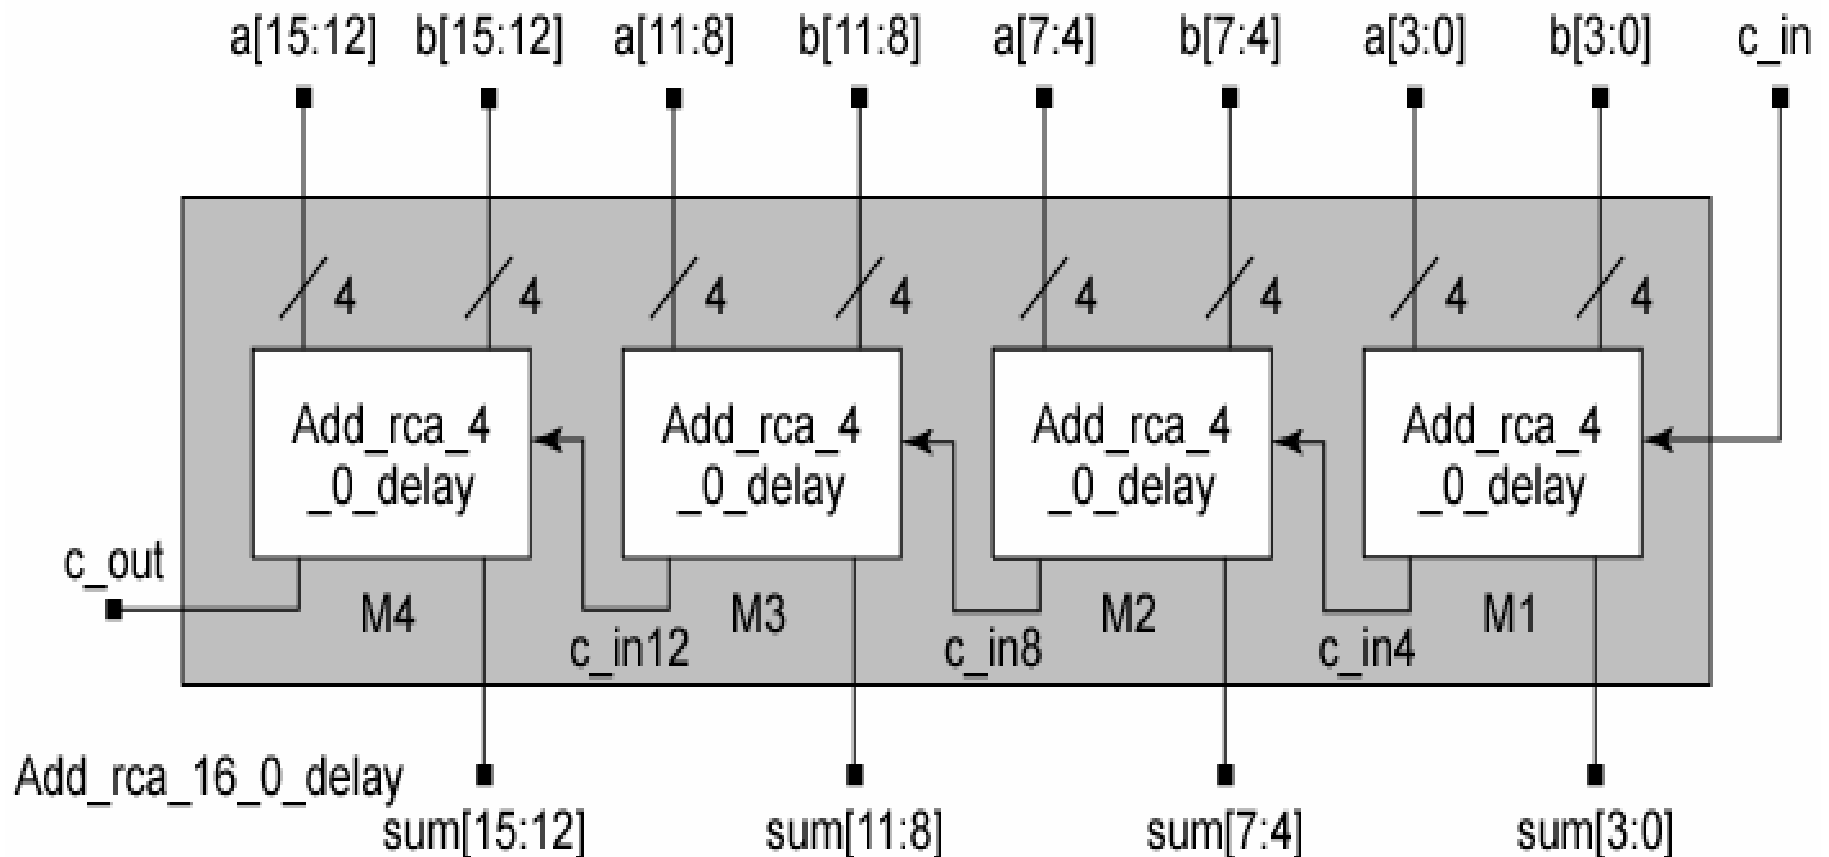 a[15:12] b[15:12] a[11:8] b[11:8] a[7:4] b[7:4] a[3:0] b[3:0] c_in
4 4 4 4 4 4 4 4
Add_rca_4 Add_rca_4 Add_rca_4 Add_rca_4
_0_delay _0_delay _0_delay _0_delay
c_out
M4 M3 M2 M1
c_in12 c_in8 c_in4
Add_rca_16_0_delay
sum[15:12] sum[11:8] sum[7:4] sum[3:0]